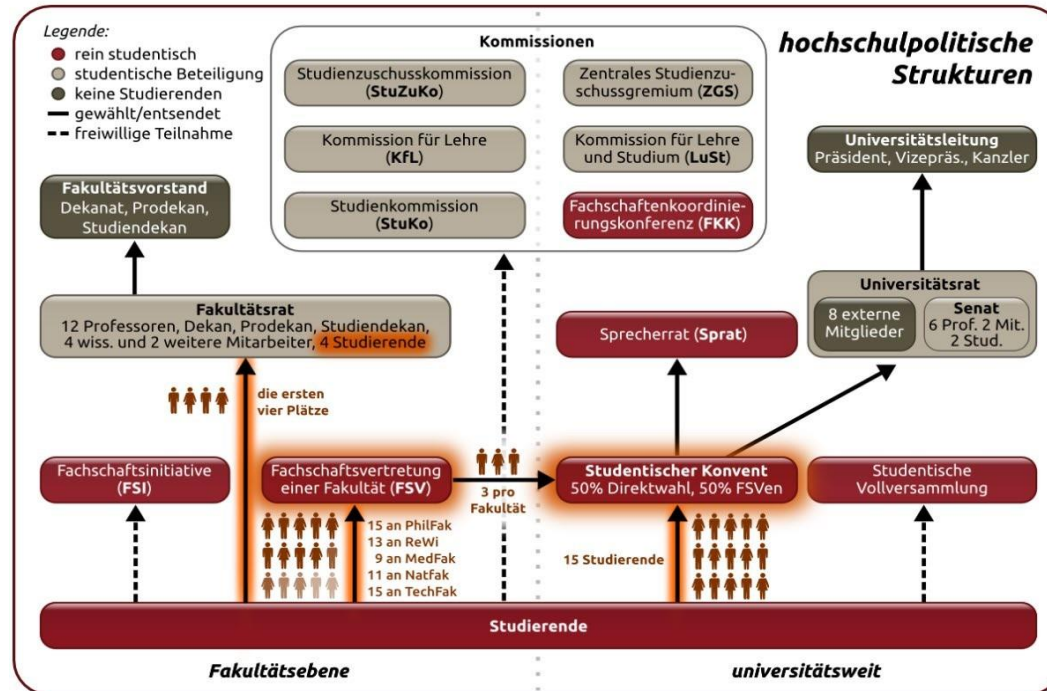 Legende:
rein studentisch
studentische Beteiligung
keine Studierenden
gewählt/entsendet
freiwillige Teilnahme
hochschulpolitische
Strukturen
Kommissionen
Studienzuschusskommission
(StuZuKo)
Zentrales Studienzu-
schussgremium (ZGS)
Kommission für Lehre
(KfL)
Kommission für Lehre
und Studium (LuSt)
Studienkommission
(StuKo)
Fachschaftenkoordinie-
rungskonferenz (FKK)
Universitätsleitung
Präsident, Vizepräs., Kanzler
Fakultätsvorstand
Dekanat, Prodekan,
Studiendekan
Fakultätsrat
12 Professoren, Dekan, Prodekan, Studiendekan,
4 wiss. und 2 weitere Mitarbeiter, 4 Studierende
Sprecherrat (Sprat)
Universitätsrat
8 externe
Mitglieder
Senat
6 Prof. 2 Mit.
2 Stud.
die ersten
vier Plätze
Fachschaftsinitiative
(FSI)
Fachschaftsvertretung
einer Fakultät (FSV)
3 pro
Fakultät
Studentischer Konvent
50% Direktwahl, 50% FSVen
Studentische
Vollversammlung
15 an PhilFak
13 an ReWi
9 an MedFak
11 an Natfak
15 an TechFak
15 Studierende
Studierende
Fakultätsebene
universitätsweit